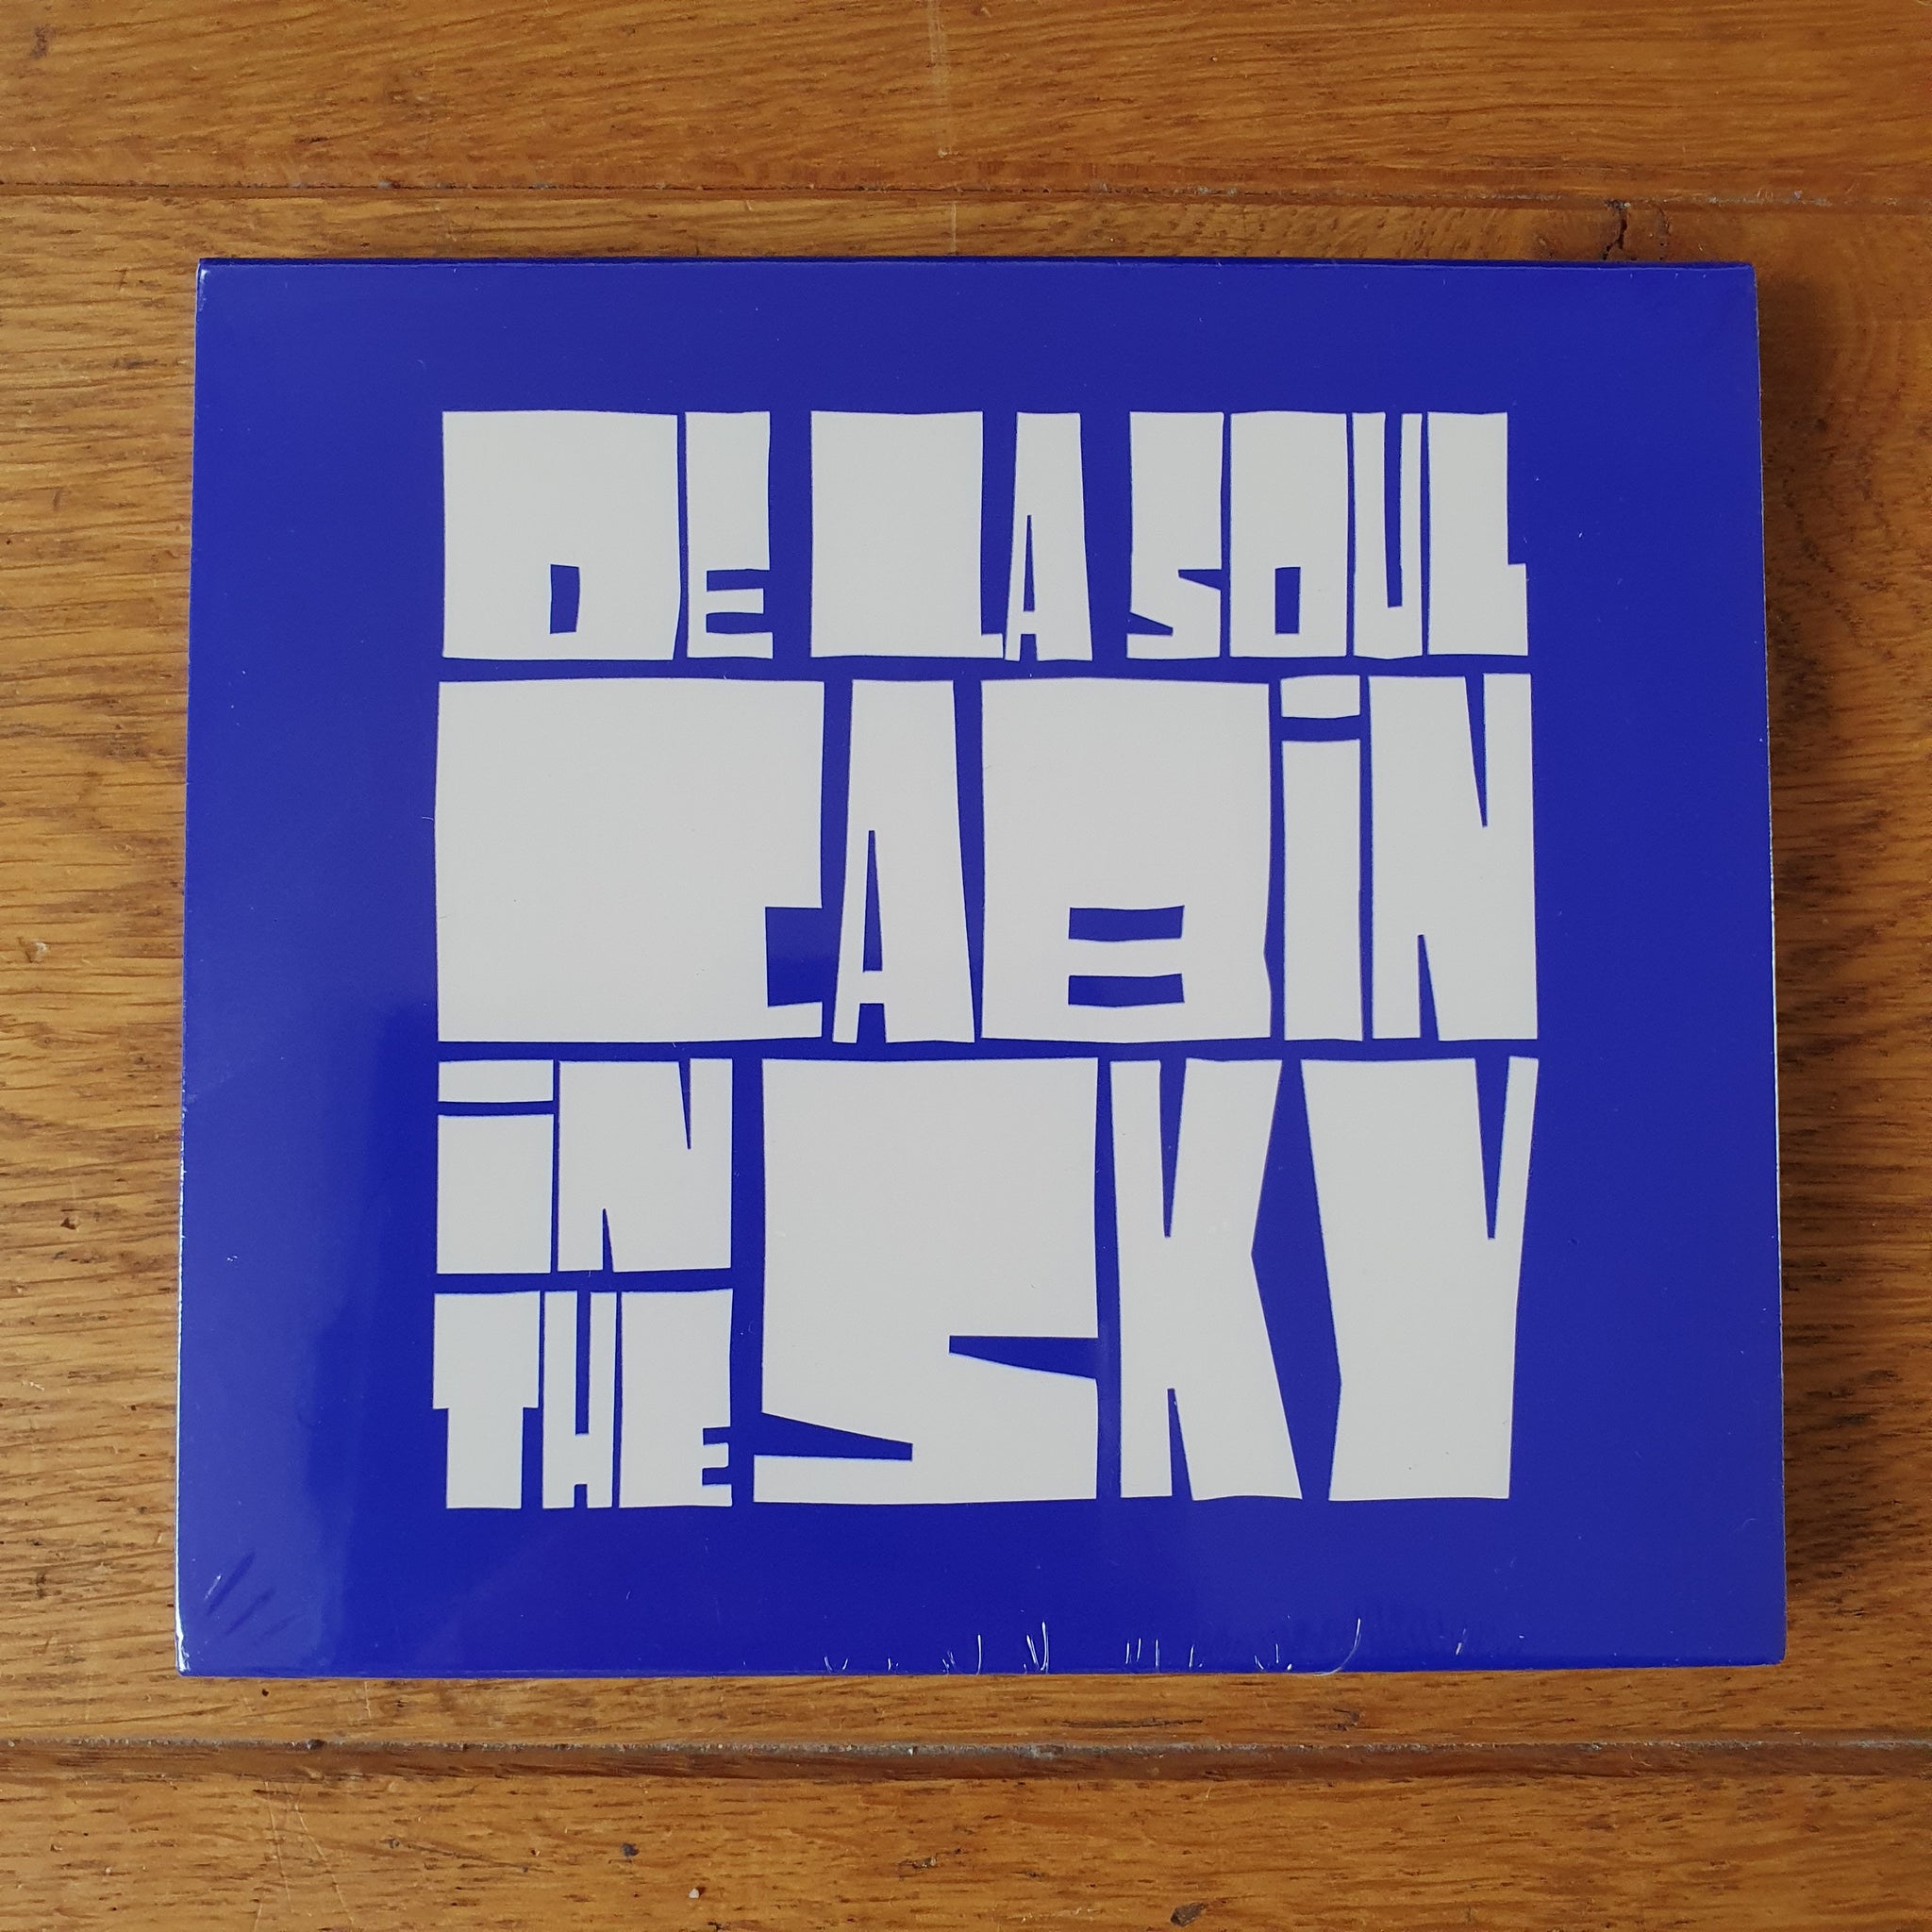 DE LA SOUL
CABiN
iN
THE
SKY